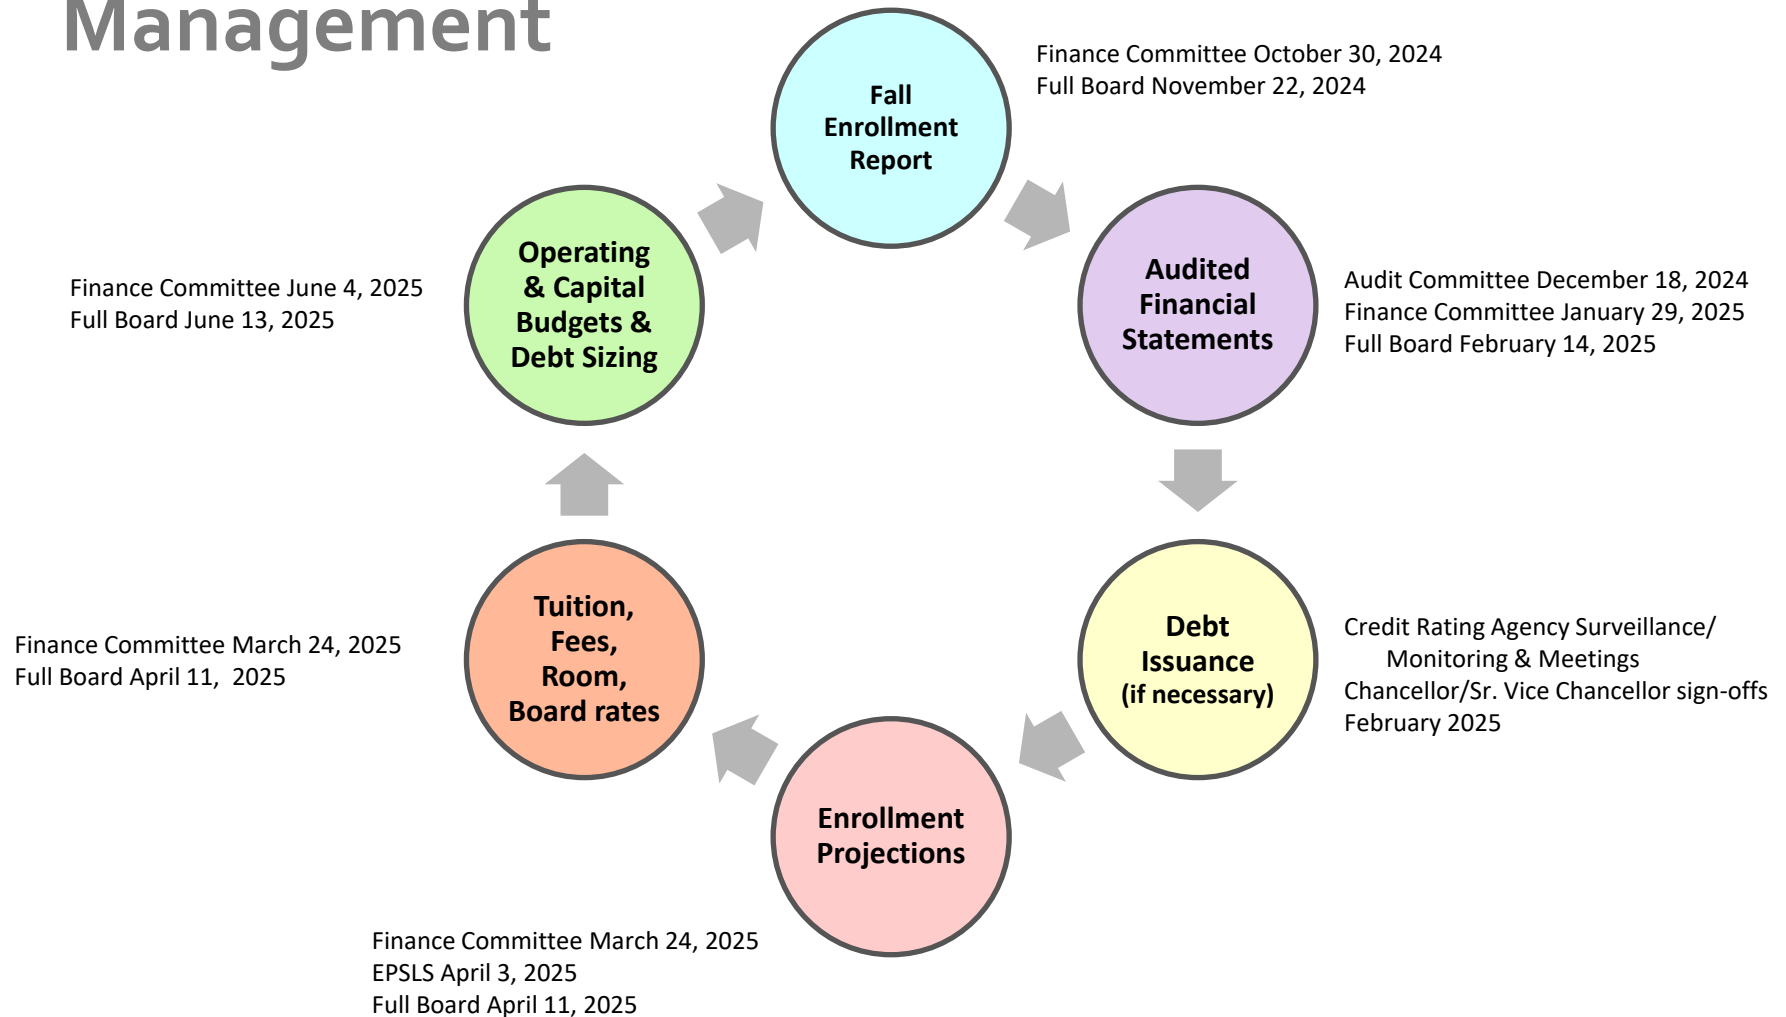 Management
Fall
Enrollment
Report
Finance Committee October 30, 2024
Full Board November 22, 2024
Audited
Financial
Statements
Audit Committee December 18, 2024
Finance Committee January 29, 2025
Full Board February 14, 2025
Debt
Issuance
(if necessary)
Credit Rating Agency Surveillance/
Monitoring & Meetings
Chancellor/Sr. Vice Chancellor sign-offs
February 2025
Enrollment
Projections
Finance Committee March 24, 2025
EPSLS April 3, 2025
Full Board April 11, 2025
Tuition,
Fees,
Room,
Board rates
Finance Committee March 24, 2025
Full Board April 11,  2025
Operating
& Capital
Budgets &
Debt Sizing
Finance Committee June 4, 2025
Full Board June 13, 2025